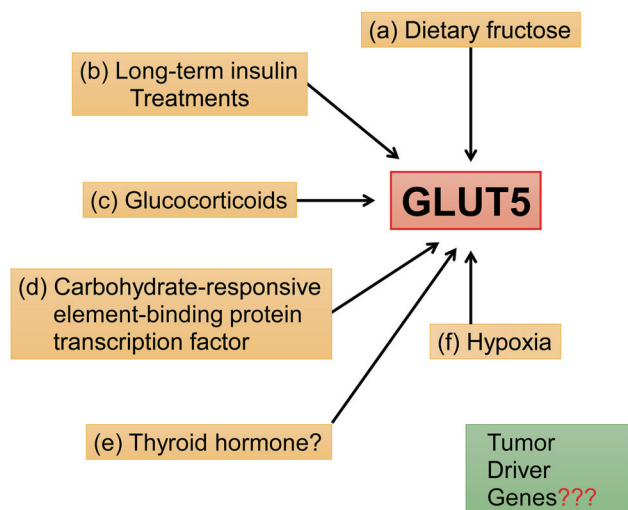 (a) Dietary fructose
(b) Long-term insulin
Treatments
GLUT5
(c) Glucocorticoids
(d) Carbohydrate-responsive
element-binding protein
transcription factor
(f) Hypoxia
(e) Thyroid hormone?
Tumor
Driver
Genes???